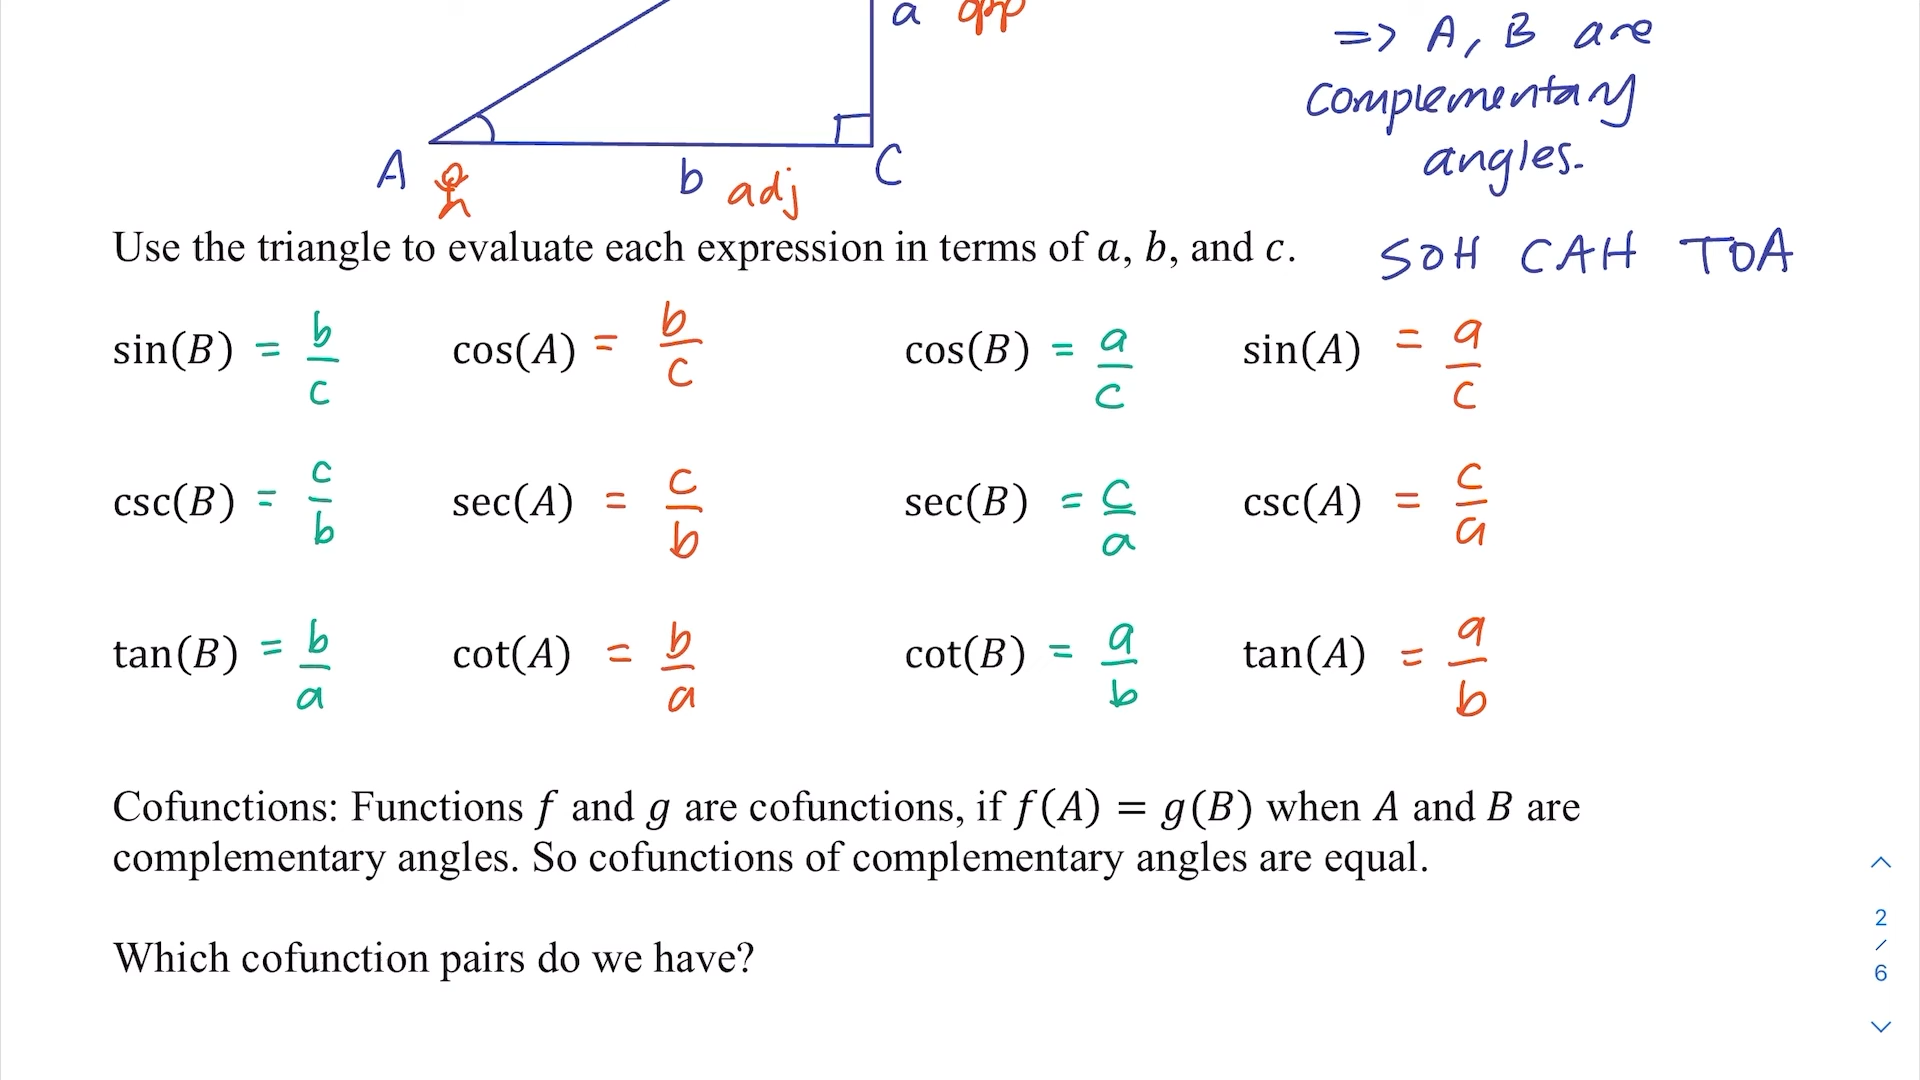 a opp
=> A, B are
complementary
angles.
A b adj C
Use the triangle to evaluate each expression in terms of a, b, and c. SOH CAH TOA
sin(B) = b/c cos(A) = b/c cos(B) = a/c sin(A) = a/c
csc(B) = c/b sec(A) = c/b sec(B) = c/a csc(A) = c/a
tan(B) = b/a cot(A) = b/a cot(B) = a/b tan(A) = a/b
Cofunctions: Functions f and g are cofunctions, if f(A) = g(B) when A and B are
complementary angles. So cofunctions of complementary angles are equal.
Which cofunction pairs do we have?
2
/
6